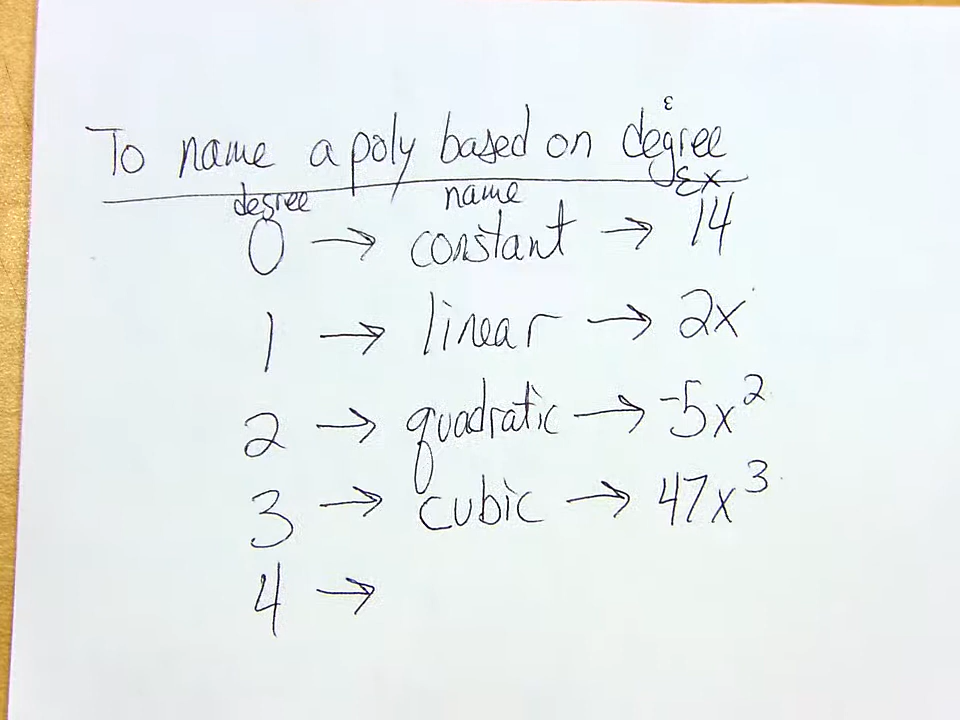 To name a poly based on degree
degree name Ex
0 → constant → 14
1 → linear → 2x
2 → quadratic → -5x²
3 → cubic → 47x³
4 →